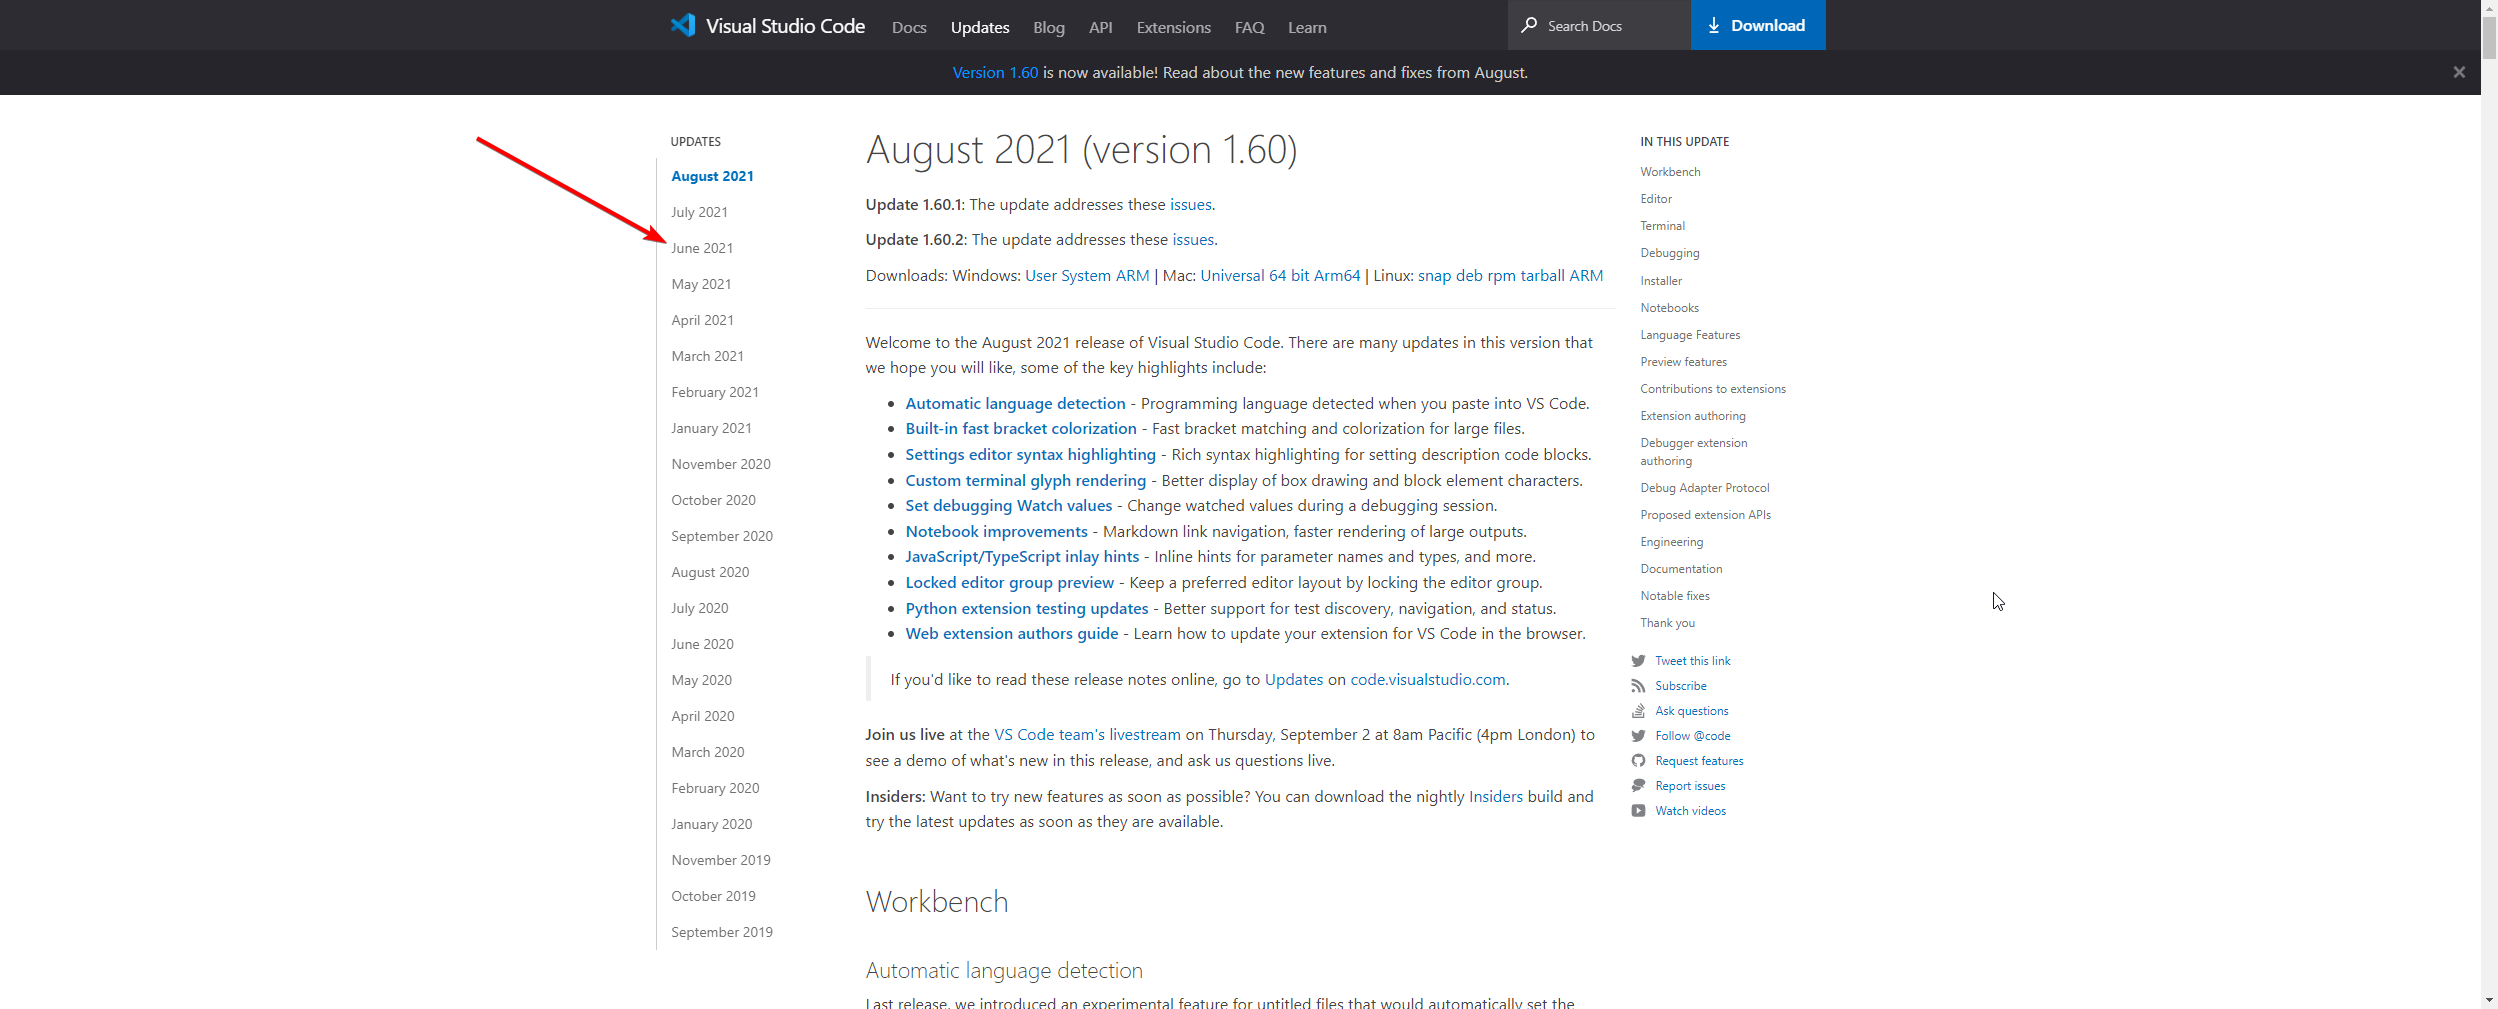 Visual Studio Code Docs Updates Blog API Extensions FAQ Learn Search Docs Download
Version 1.60 is now available! Read about the new features and fixes from August.
UPDATES
August 2021
July 2021
June 2021
May 2021
April 2021
March 2021
February 2021
January 2021
November 2020
October 2020
September 2020
August 2020
July 2020
June 2020
May 2020
April 2020
March 2020
February 2020
January 2020
November 2019
October 2019
September 2019
August 2021 (version 1.60)
Update 1.60.1: The update addresses these issues.
Update 1.60.2: The update addresses these issues.
Downloads: Windows: User System ARM | Mac: Universal 64 bit Arm64 | Linux: snap deb rpm tarball ARM
Welcome to the August 2021 release of Visual Studio Code. There are many updates in this version that
we hope you will like, some of the key highlights include:
• Automatic language detection - Programming language detected when you paste into VS Code.
• Built-in fast bracket colorization - Fast bracket matching and colorization for large files.
• Settings editor syntax highlighting - Rich syntax highlighting for setting description code blocks.
• Custom terminal glyph rendering - Better display of box drawing and block element characters.
• Set debugging Watch values - Change watched values during a debugging session.
• Notebook improvements - Markdown link navigation, faster rendering of large outputs.
• JavaScript/TypeScript inlay hints - Inline hints for parameter names and types, and more.
• Locked editor group preview - Keep a preferred editor layout by locking the editor group.
• Python extension testing updates - Better support for test discovery, navigation, and status.
• Web extension authors guide - Learn how to update your extension for VS Code in the browser.
If you'd like to read these release notes online, go to Updates on code.visualstudio.com.
Join us live at the VS Code team's livestream on Thursday, September 2 at 8am Pacific (4pm London) to
see a demo of what's new in this release, and ask us questions live.
Insiders: Want to try new features as soon as possible? You can download the nightly Insiders build and
try the latest updates as soon as they are available.
Workbench
Automatic language detection
Last release, we introduced an experimental feature for untitled files that would automatically set the
IN THIS UPDATE
Workbench
Editor
Terminal
Debugging
Installer
Notebooks
Language Features
Preview features
Contributions to extensions
Extension authoring
Debugger extension
authoring
Debug Adapter Protocol
Proposed extension APIs
Engineering
Documentation
Notable fixes
Thank you
Tweet this link
Subscribe
Ask questions
Follow @code
Request features
Report issues
Watch videos